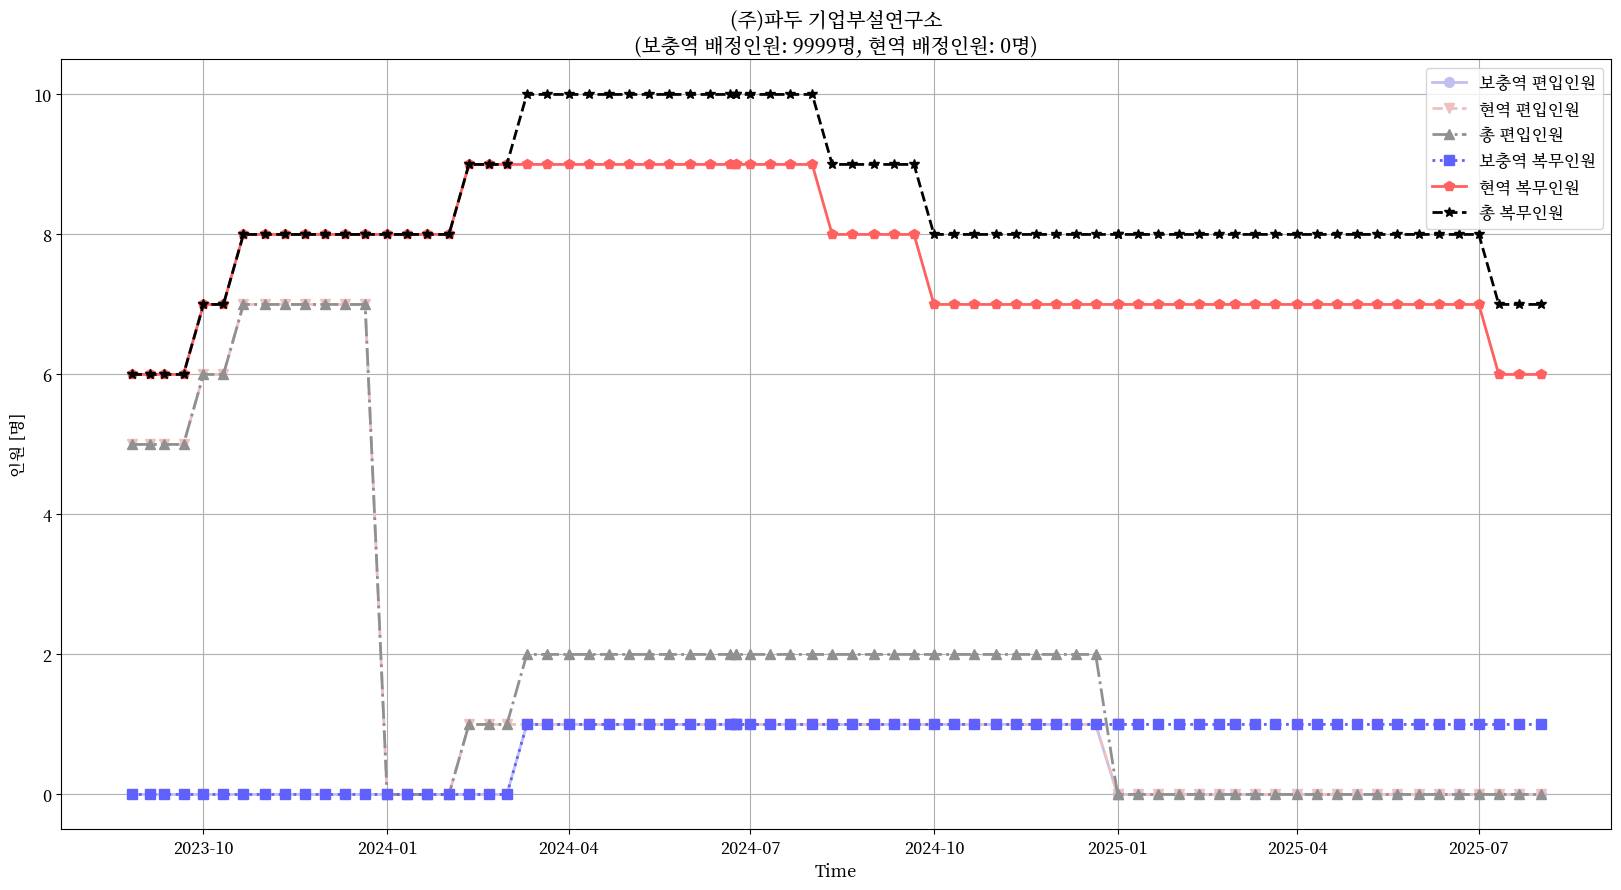 (주)파두 기업부설연구소
(보충역 배정인원: 9999명, 현역 배정인원: 0명)
보충역 편입인원
현역 편입인원
총 편입인원
보충역 복무인원
현역 복무인원
총 복무인원
인원 [명]
10
8
6
4
2
0
2023-10
2024-01
2024-04
2024-07
2024-10
2025-01
2025-04
2025-07
Time